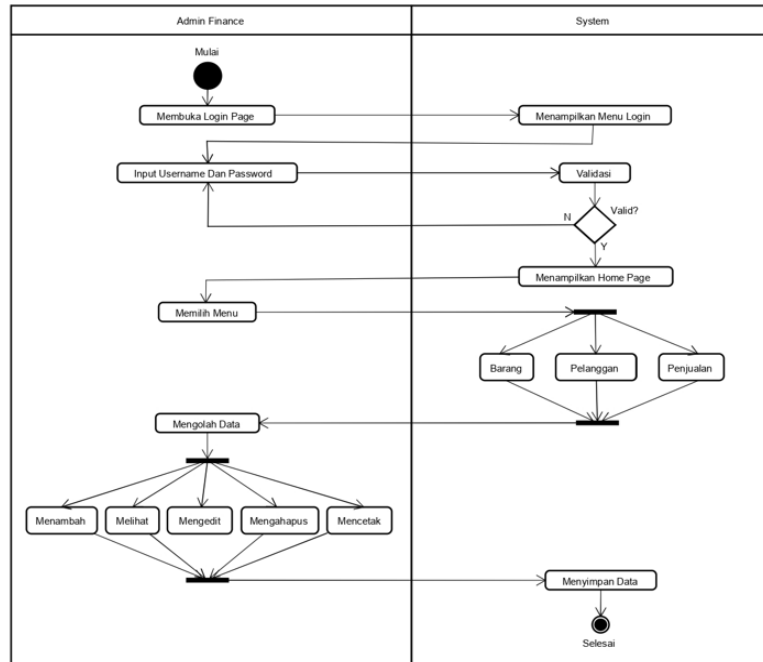 Admin Finance
System
Mulai
Membuka Login Page
Menampilkan Menu Login
Input Username Dan Password
Validasi
Valid?
N
Y
Menampilkan Home Page
Memilih Menu
Barang
Pelanggan
Penjualan
Mengolah Data
Menambah
Melihat
Mengedit
Mengahapus
Mencetak
Menyimpan Data
Selesai